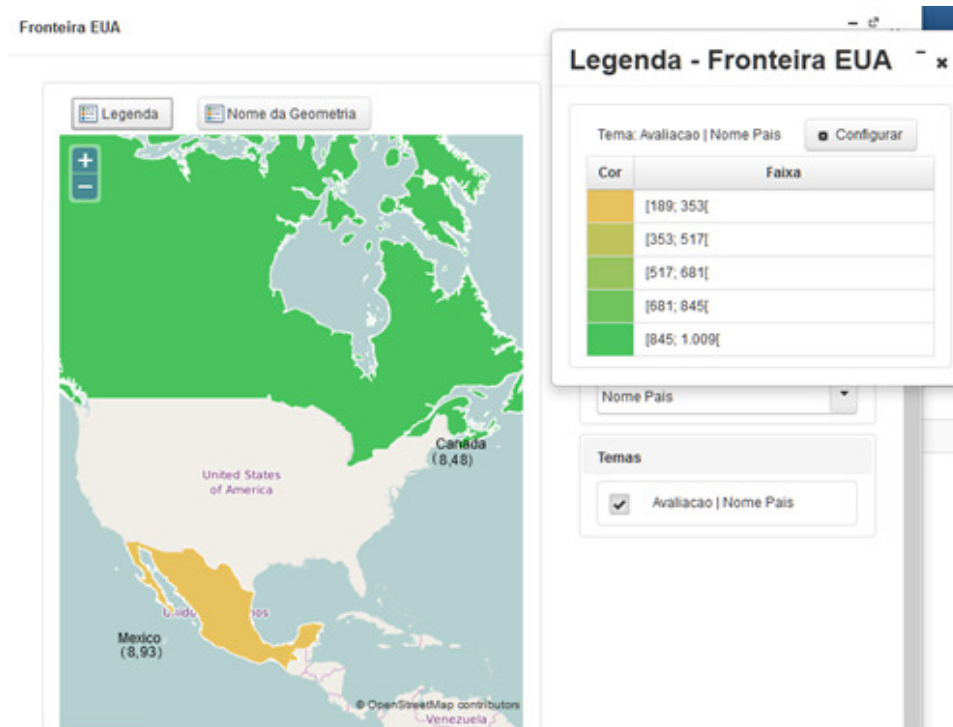 Fronteira EUA
Legenda - Fronteira EUA
Legenda
Nome da Geometria
Tema: Avaliacao | Nome Pais
Configurar
Cor Faixa
[189; 353[
[353; 517[
[517; 681[
[681; 845[
[845; 1.009[
Nome Pais
Temas
Avaliacao | Nome Pais
+
−
Canada
(8,48)
United States
of America
Mexico
(8,93)
© OpenStreetMap contributors
Venezuela